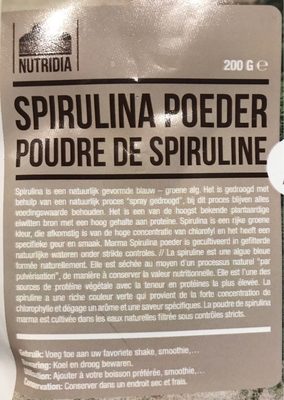 NUTRIDIA
200 G ℮
SPIRULINA POEDER
POUDRE DE SPIRULINE
Spirulina is een natuurlijk gevormde blauw – groene alg. Het is gedroogd met
behulp van een natuurlijk proces "spray gedroogd", bij dit proces blijven alles
voedingswaarde behouden. Het is een van de hoogst bekende plantaardige
eiwitten bron met een hoog gehalte aan proteine. Spirulina is een rijke groene
kleur, die afkomstig is van de hoge concentratie van chlorofyl en het heeft een
specifieke geur en smaak. Marma Spirulina poeder is gecultiveerd in gefilterde
natuurlijke wateren onder strikte controles. // La spiruline est une algue bleue
formée naturellement. Elle est séchée au moyen d'un processus naturel "par
pulvérisation", de manière à conserver la valeur nutritionnelle. Elle est l'une des
sources de protéine végétale avec la teneur en protéines la plus élevée. La
spiruline a une riche couleur verte qui provient de la forte concentration de
chlorophylle et dégage un arôme et une saveur spécifiques. La poudre de spirulina
marma est cultivée dans les eaux naturelles filtrée sous contrôles stricts.
Gebruik: Voeg toe aan uw favoriete shake, smoothie,...
Bewaring: Koel en droog bewaren.
Utilisation: Ajouter à votre boisson préférée, smoothie,...
Conservation: Conserver dans un endroit sec et frais.